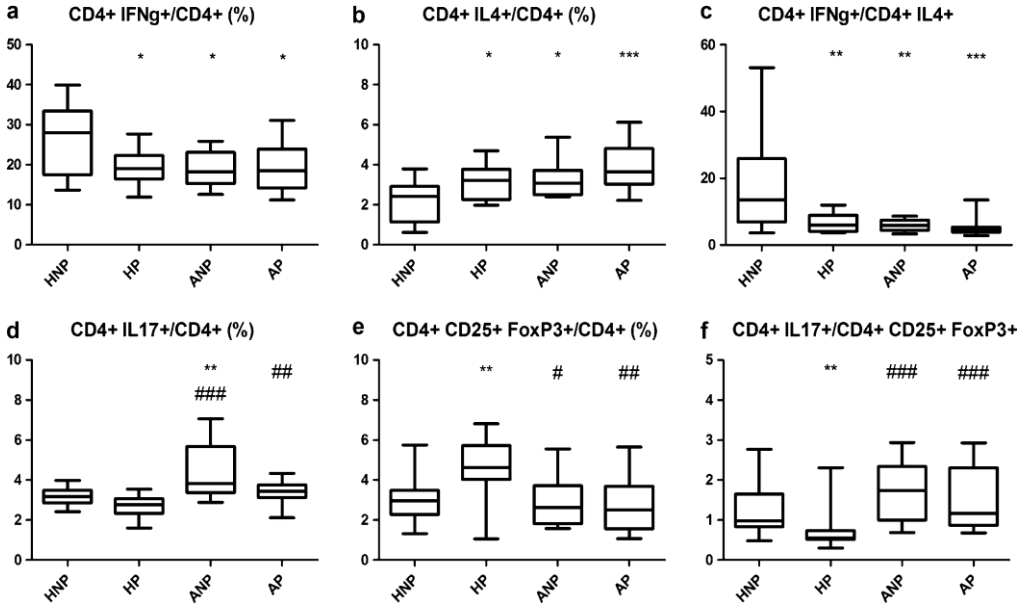 a CD4+ IFNg+/CD4+ (%)
50
40
30
20
10
0
* * *
HNP HP ANP AP
b CD4+ IL4+/CD4+ (%)
10
8
6
4
2
0
* * ***
HNP HP ANP AP
c CD4+ IFNg+/CD4+ IL4+
60
40
20
0
** ** ***
HNP HP ANP AP
d CD4+ IL17+/CD4+ (%)
10
8
6
4
2
0
** ##
###
HNP HP ANP AP
e CD4+ CD25+ FoxP3+/CD4+ (%)
10
8
6
4
2
0
** # ##
HNP HP ANP AP
f CD4+ IL17+/CD4+ CD25+ FoxP3+
5
4
3
2
1
0
** ### ###
HNP HP ANP AP